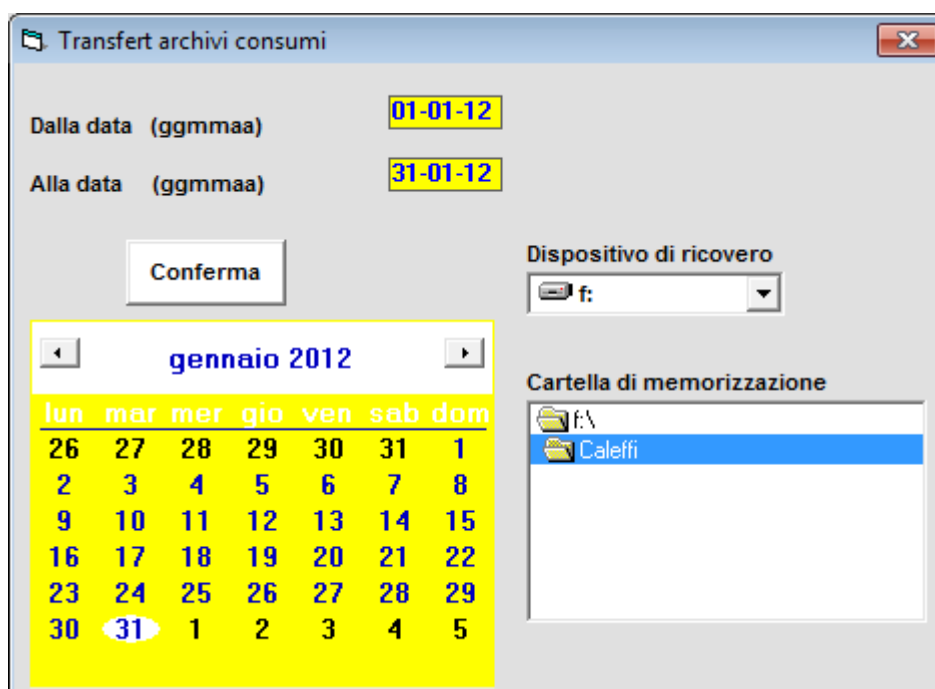 Transfert archivi consumi
Dalla data (ggmmaa) 01-01-12
Alla data (ggmmaa) 31-01-12
Conferma
Dispositivo di ricovero
f:
gennaio 2012
lun mar mer gio ven sab dom
26 27 28 29 30 31 1
2 3 4 5 6 7 8
9 10 11 12 13 14 15
16 17 18 19 20 21 22
23 24 25 26 27 28 29
30 31 1 2 3 4 5
Cartella di memorizzazione
f:\
Caleffi